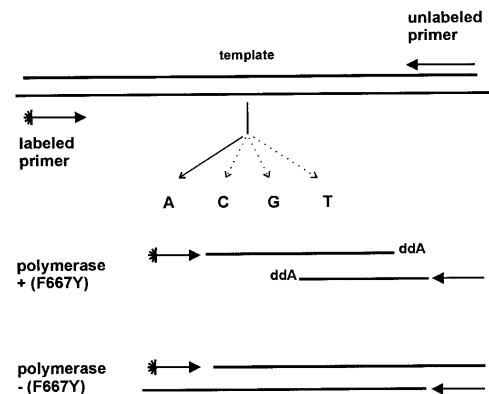 unlabeled
primer
template
labeled
primer
A C G T
polymerase
+ (F667Y)
ddA
ddA
polymerase
- (F667Y)